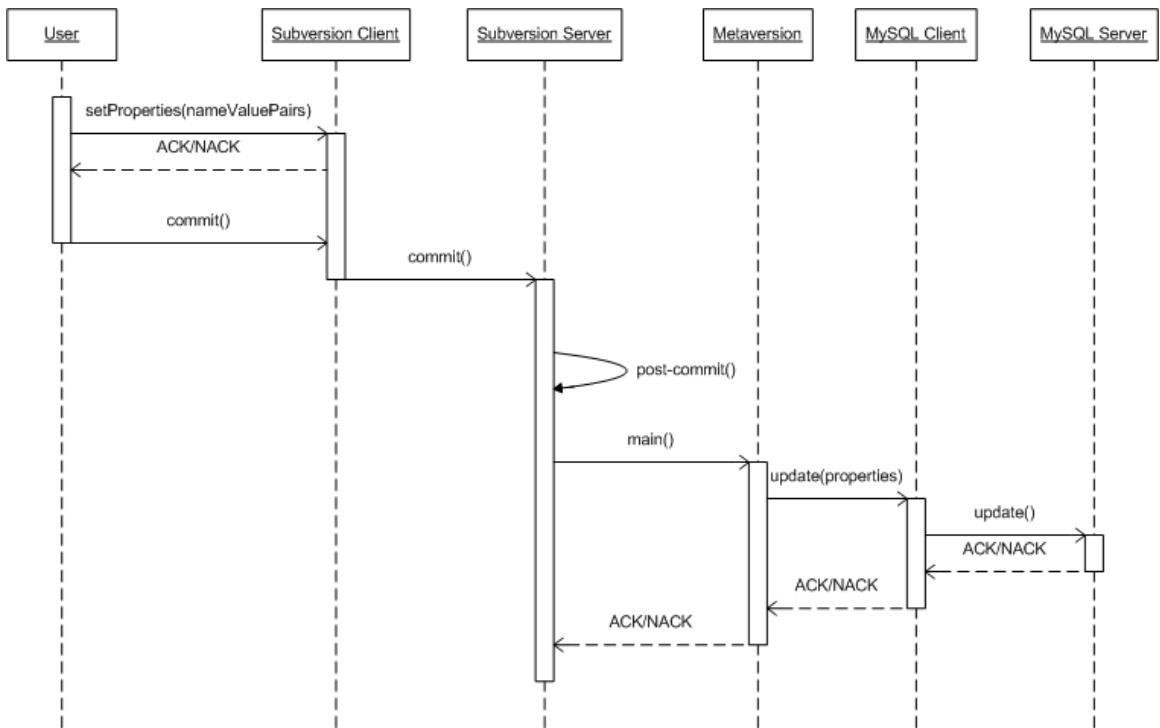 User
Subversion Client
Subversion Server
Metaversion
MySQL Client
MySQL Server
setProperties(nameValuePairs)
ACK/NACK
commit()
commit()
post-commit()
main()
update(properties)
update()
ACK/NACK
ACK/NACK
ACK/NACK